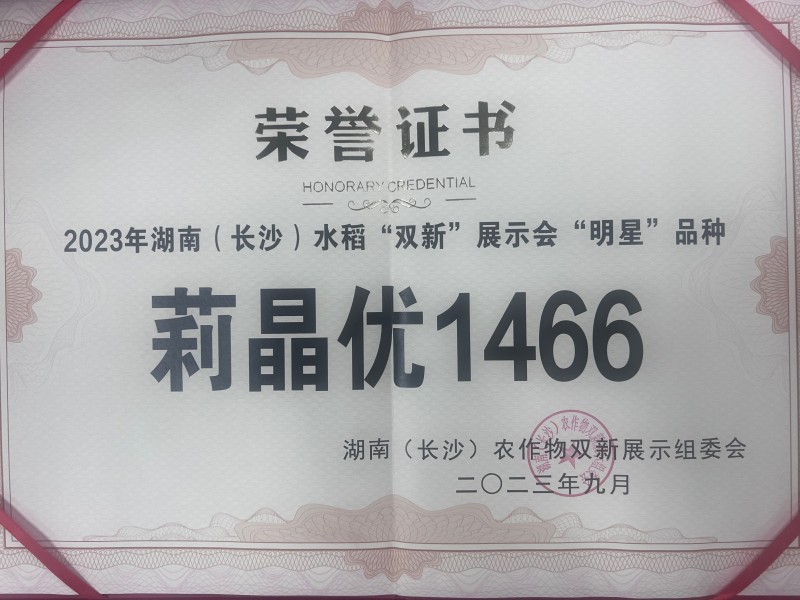 荣誉证书
HONORARY CREDENTIAL
2023年湖南（长沙）水稻“双新”展示会“明星”品种
莉晶优1466
湖南（长沙）农作物双新展示组委会
二〇二三年九月